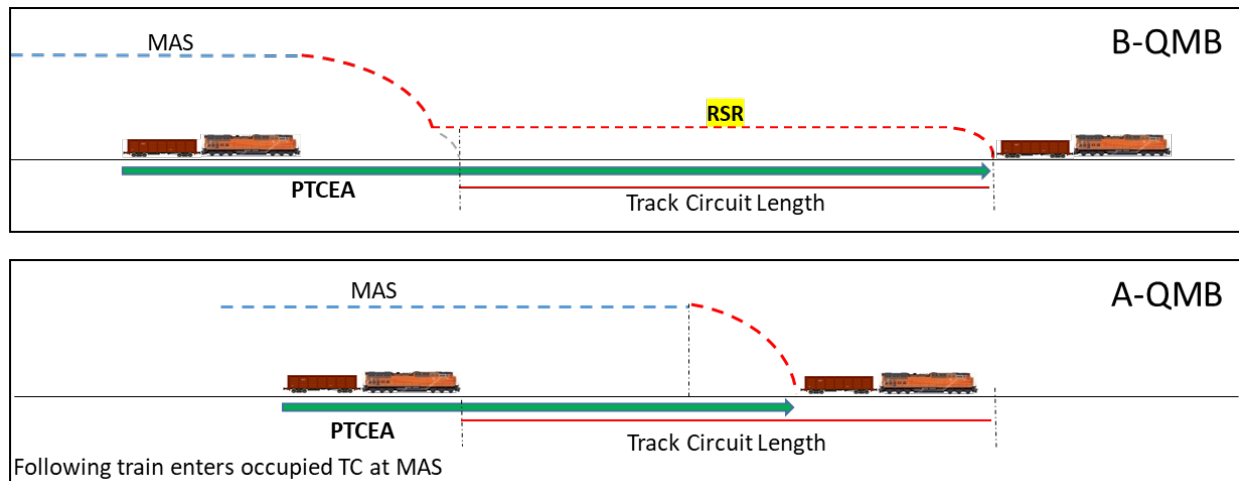 MAS
B-QMB
RSR
PTCEA
Track Circuit Length
MAS
A-QMB
PTCEA
Track Circuit Length
Following train enters occupied TC at MAS